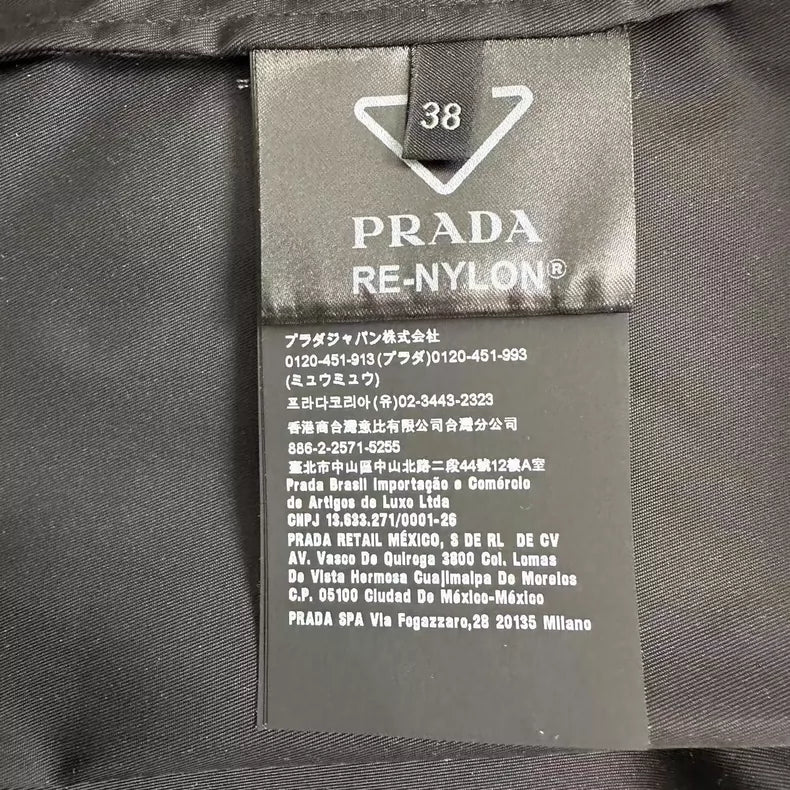 38
PRADA
RE-NYLON®
プラダジャパン株式会社
0120-451-913(プラダ)0120-451-993
(ミュウミュウ)
프라다코리아(유)02-3443-2323
香港商台灣意比有限公司台灣分公司
886-2-2571-5255
臺北市中山區中山北路二段44號12樓A室
Prada Brasil Importação e Comércio
de Artigos de Luxo Ltda
CNPJ 13.633.271/0001-26
PRADA RETAIL MÉXICO, S DE RL DE CV
AV. Vasco De Quiroga 3800 Col. Lomas
De Vista Hermosa Cuajimalpa De Morelos
C.P. 05100 Ciudad De México-México
PRADA SPA Via Fogazzaro,28 20135 Milano